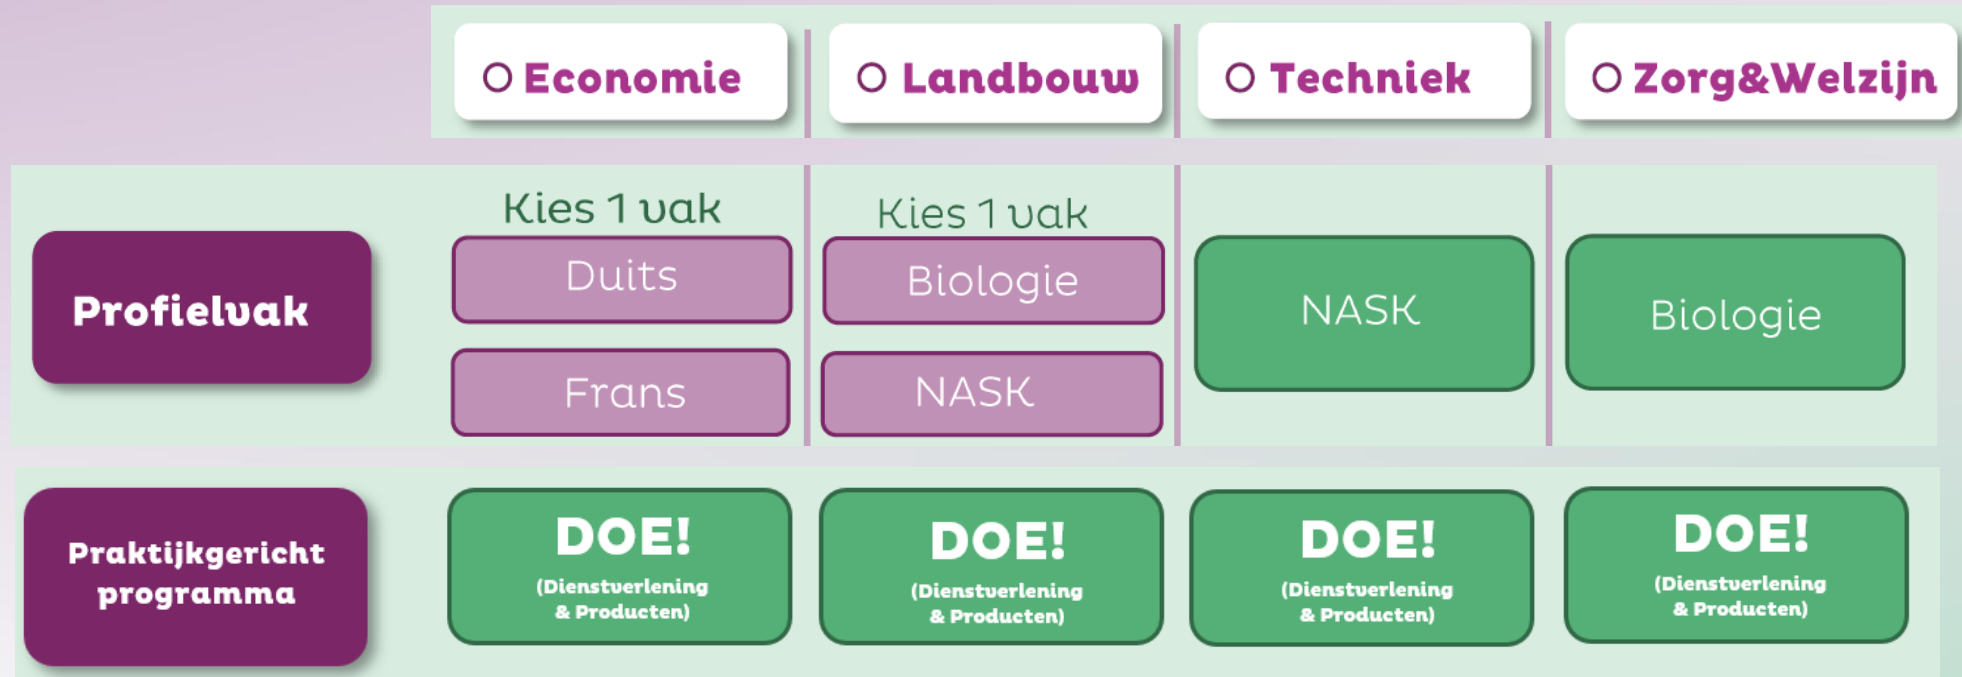 Economie
Landbouw
Techniek
Zorg&Welzijn
Profielvak
Kies 1 vak
Duits
Frans
Kies 1 vak
Biologie
NASK
NASK
Biologie
Praktijkgericht
programma
DOE!
(Dienstverlening
& Producten)
DOE!
(Dienstverlening
& Producten)
DOE!
(Dienstverlening
& Producten)
DOE!
(Dienstverlening
& Producten)